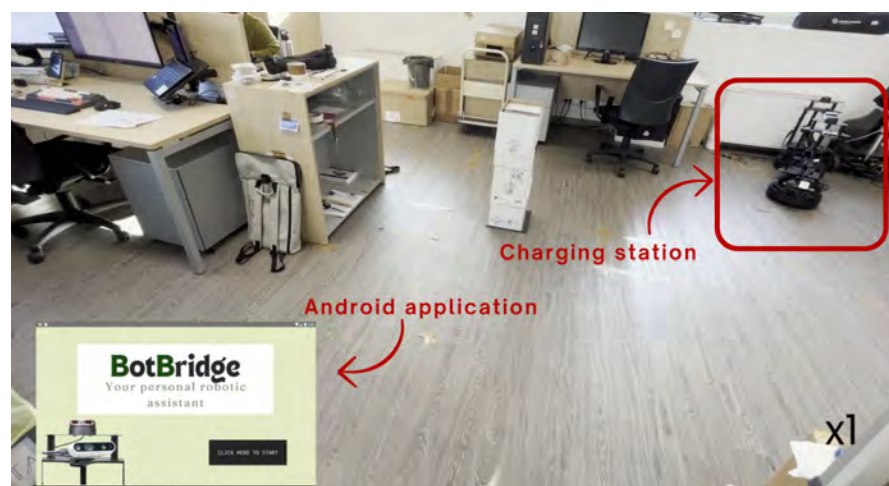 Charging station
Android application
BotBridge
Your personal robotic
assistant
CLICK HERE TO START
x1